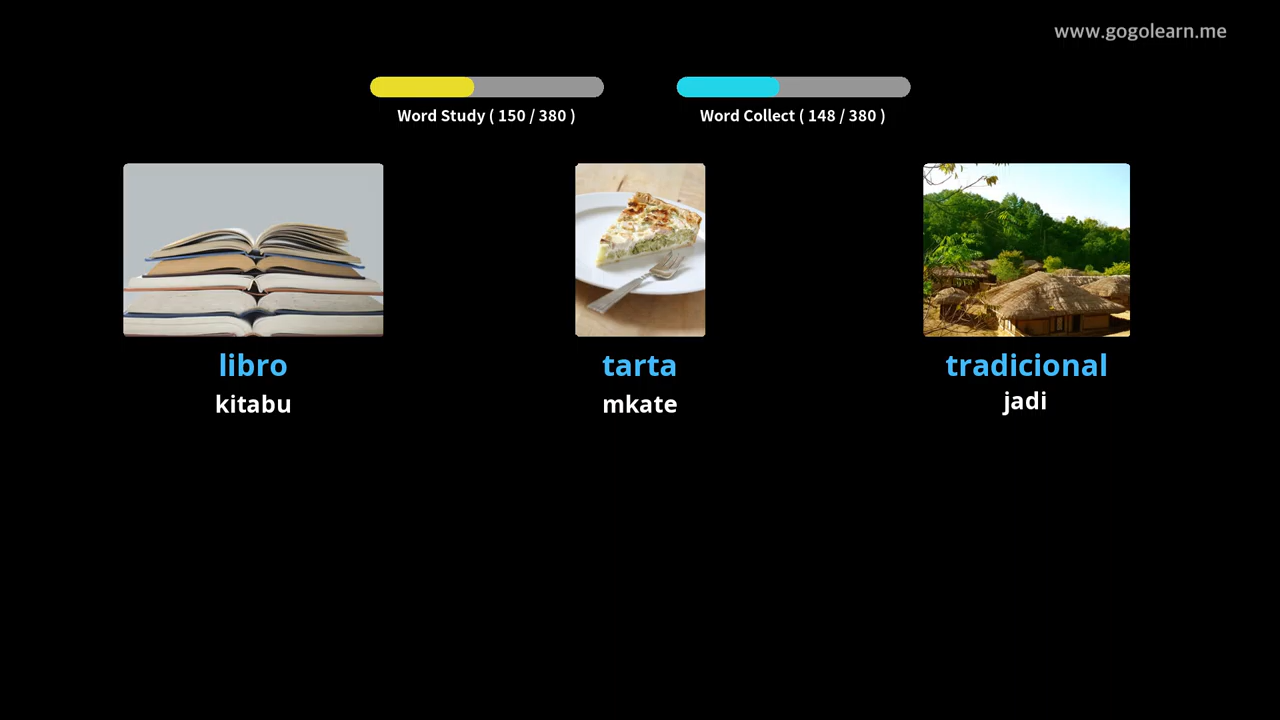 www.gogolearn.me
Word Study ( 150 / 380 )
Word Collect ( 148 / 380 )
libro
tarta
tradicional
kitabu
mkate
jadi